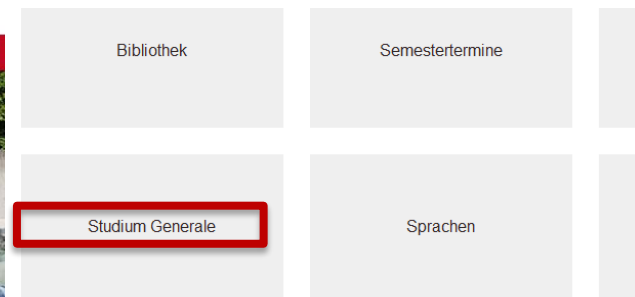 Bibliothek
Semestertermine
Studium Generale
Sprachen